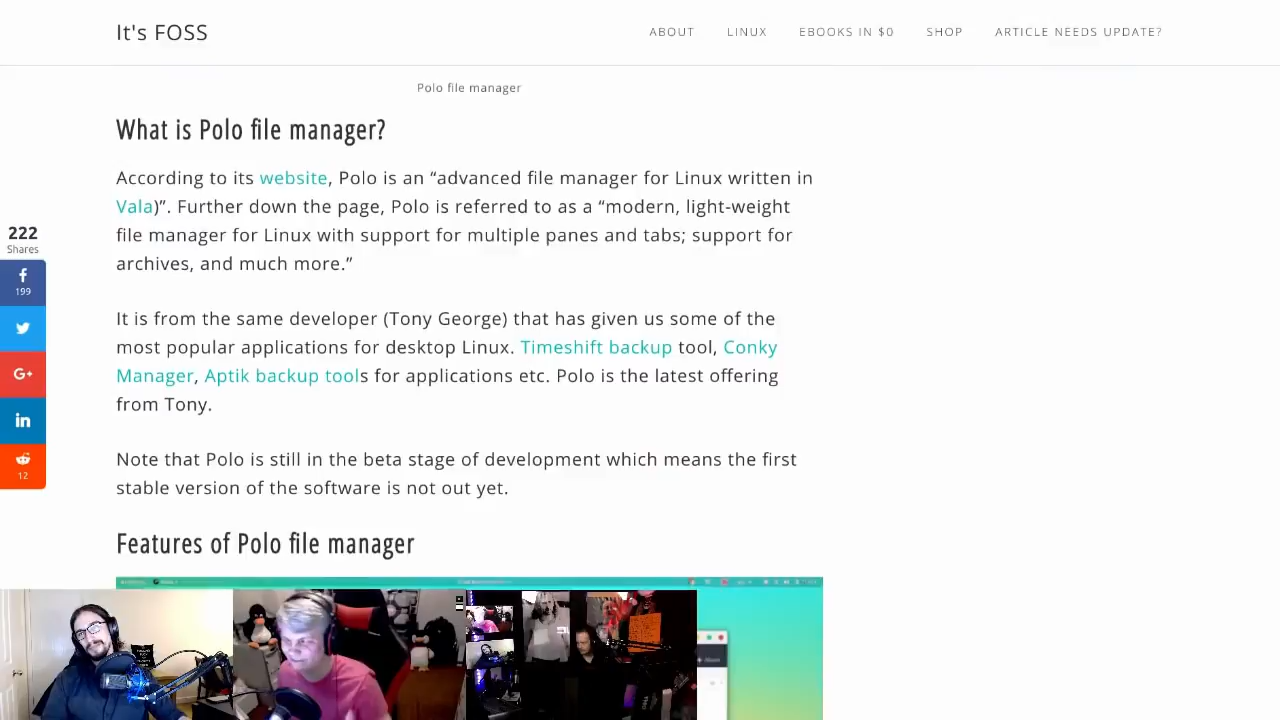 It's FOSS
ABOUT LINUX EBOOKS IN $0 SHOP ARTICLE NEEDS UPDATE?
Polo file manager
What is Polo file manager?
According to its website, Polo is an “advanced file manager for Linux written in
Vala)”. Further down the page, Polo is referred to as a “modern, light-weight
file manager for Linux with support for multiple panes and tabs; support for
archives, and much more.”
It is from the same developer (Tony George) that has given us some of the
most popular applications for desktop Linux. Timeshift backup tool, Conky
Manager, Aptik backup tools for applications etc. Polo is the latest offering
from Tony.
Note that Polo is still in the beta stage of development which means the first
stable version of the software is not out yet.
Features of Polo file manager
222
Shares
199
G+
in
12